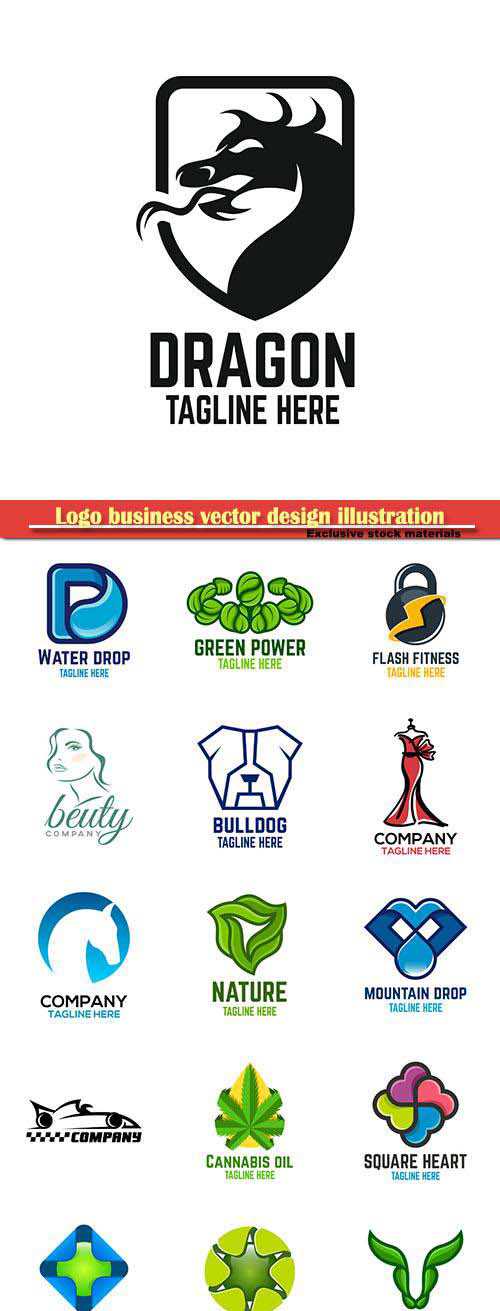 DRAGON
TAGLINE HERE
Logo business vector design illustration
Exclusive stock materials
WATER DROP
TAGLINE HERE
GREEN POWER
TAGLINE HERE
FLASH FITNESS
TAGLINE HERE
beuty
COMPANY
BULLDOG
TAGLINE HERE
COMPANY
TAGLINE HERE
COMPANY
TAGLINE HERE
NATURE
TAGLINE HERE
MOUNTAIN DROP
TAGLINE HERE
COMPANY
CANNABIS OIL
TAGLINE HERE
SQUARE HEART
TAGLINE HERE